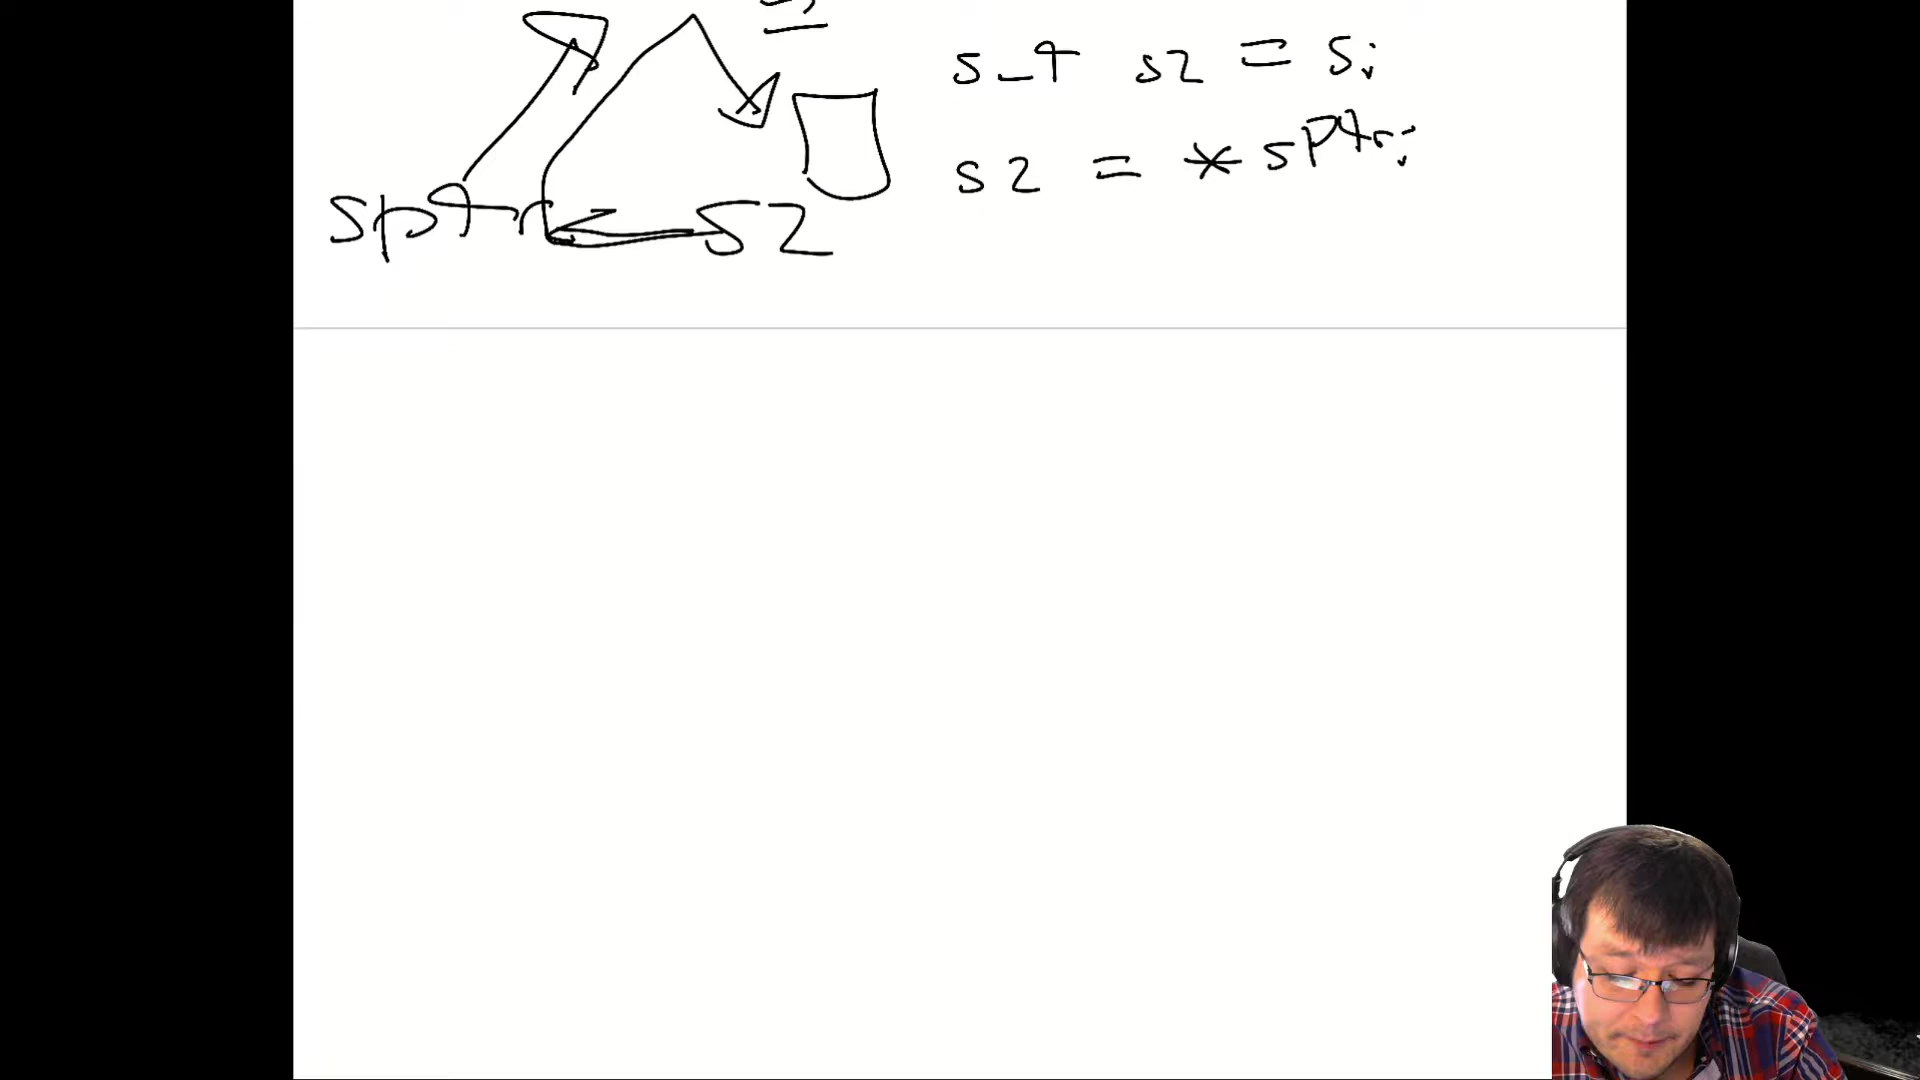 s_t s2 = s;
s2 = *sptr;
sptr s2